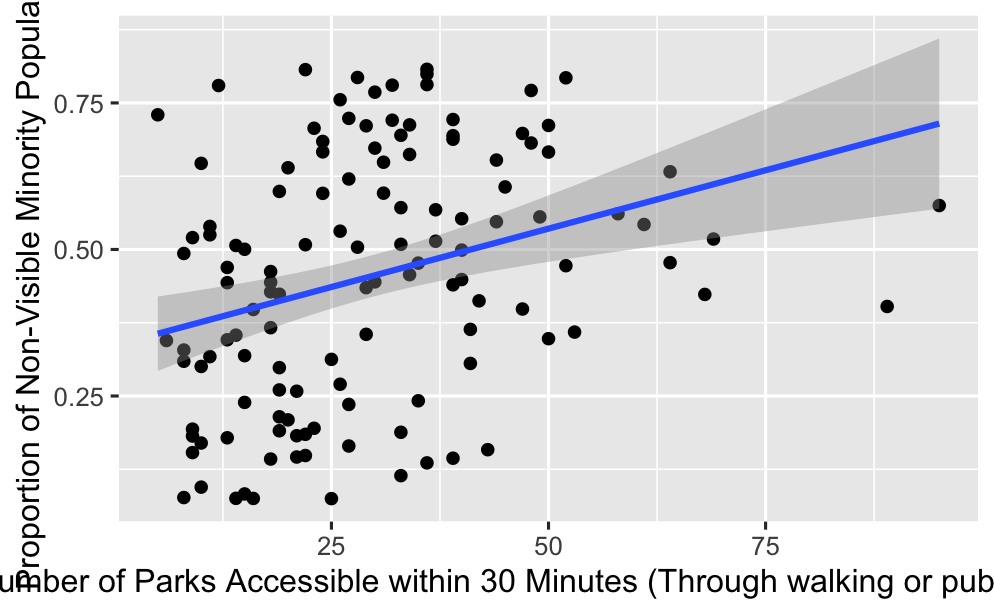 Proportion of Non-Visible Minority Popula
0.75
0.50
0.25
25 50 75
umber of Parks Accessible within 30 Minutes (Through walking or pub